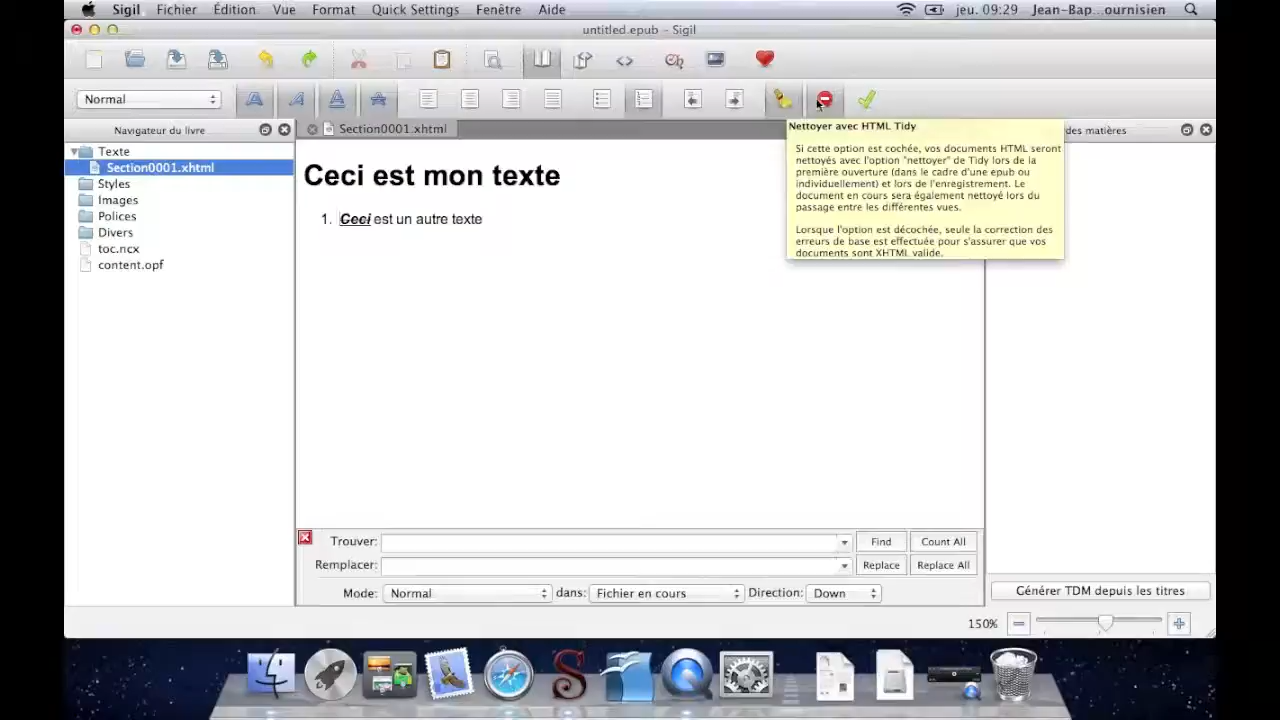 Sigil Fichier Édition Vue Format Quick Settings Fenêtre Aide jeu. 09:29 Jean-Bap...ournisien
untitled.epub - Sigil
Normal
Navigateur du livre
Section0001.xhtml
des matières
Texte
Section0001.xhtml
Styles
Images
Polices
Divers
toc.ncx
content.opf
Ceci est mon texte
1. Ceci est un autre texte
Nettoyer avec HTML Tidy
Si cette option est cochée, vos documents HTML seront
nettoyés avec l'option "nettoyer" de Tidy lors de la
première ouverture (dans le cadre d'une epub ou
individuellement) et lors de l'enregistrement. Le
document en cours sera également nettoyé lors du
passage entre les différentes vues.
Lorsque l'option est décochée, seule la correction des
erreurs de base est effectuée pour s'assurer que vos
documents sont XHTML valide.
Trouver: Find Count All
Remplacer: Replace Replace All
Mode: Normal dans: Fichier en cours Direction: Down
Générer TDM depuis les titres
150%